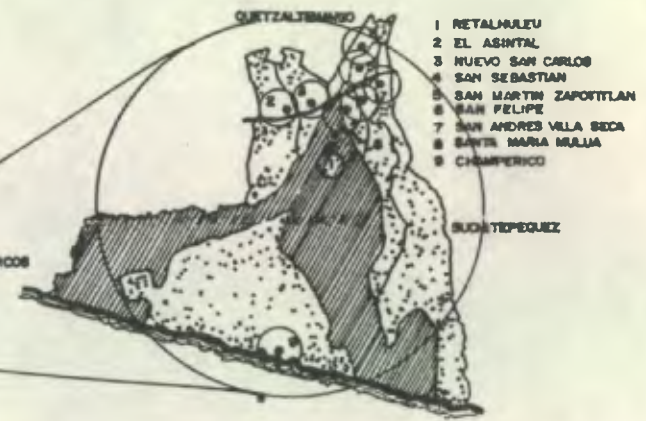 QUETZALTENANGO
1 RETALHULEU
2 EL ASINTAL
3 NUEVO SAN CARLOS
4 SAN SEBASTIAN
5 SAN MARTIN ZAPOTITLAN
6 SAN FELIPE
7 SAN ANDRES VILLA SECA
8 SANTA MARIA MULUA
9 CHAMPERICO
SUCHITEPEQUEZ
COS